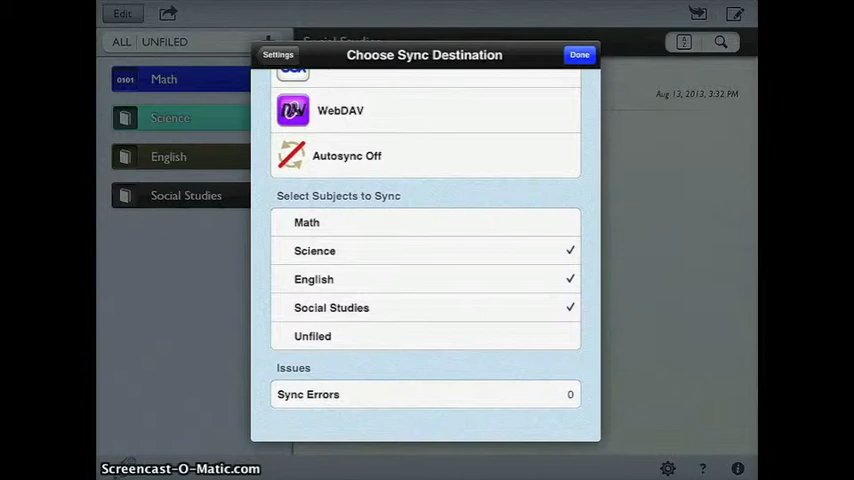 Edit
ALL UNFILED
Settings
Choose Sync Destination
Done
Math
Science
English
Social Studies
Aug 13, 2013, 3:32 PM
WebDAV
Autosync Off
Select Subjects to Sync
Math
Science
English
Social Studies
Unfiled
Issues
Sync Errors 0
Screencast-O-Matic.com